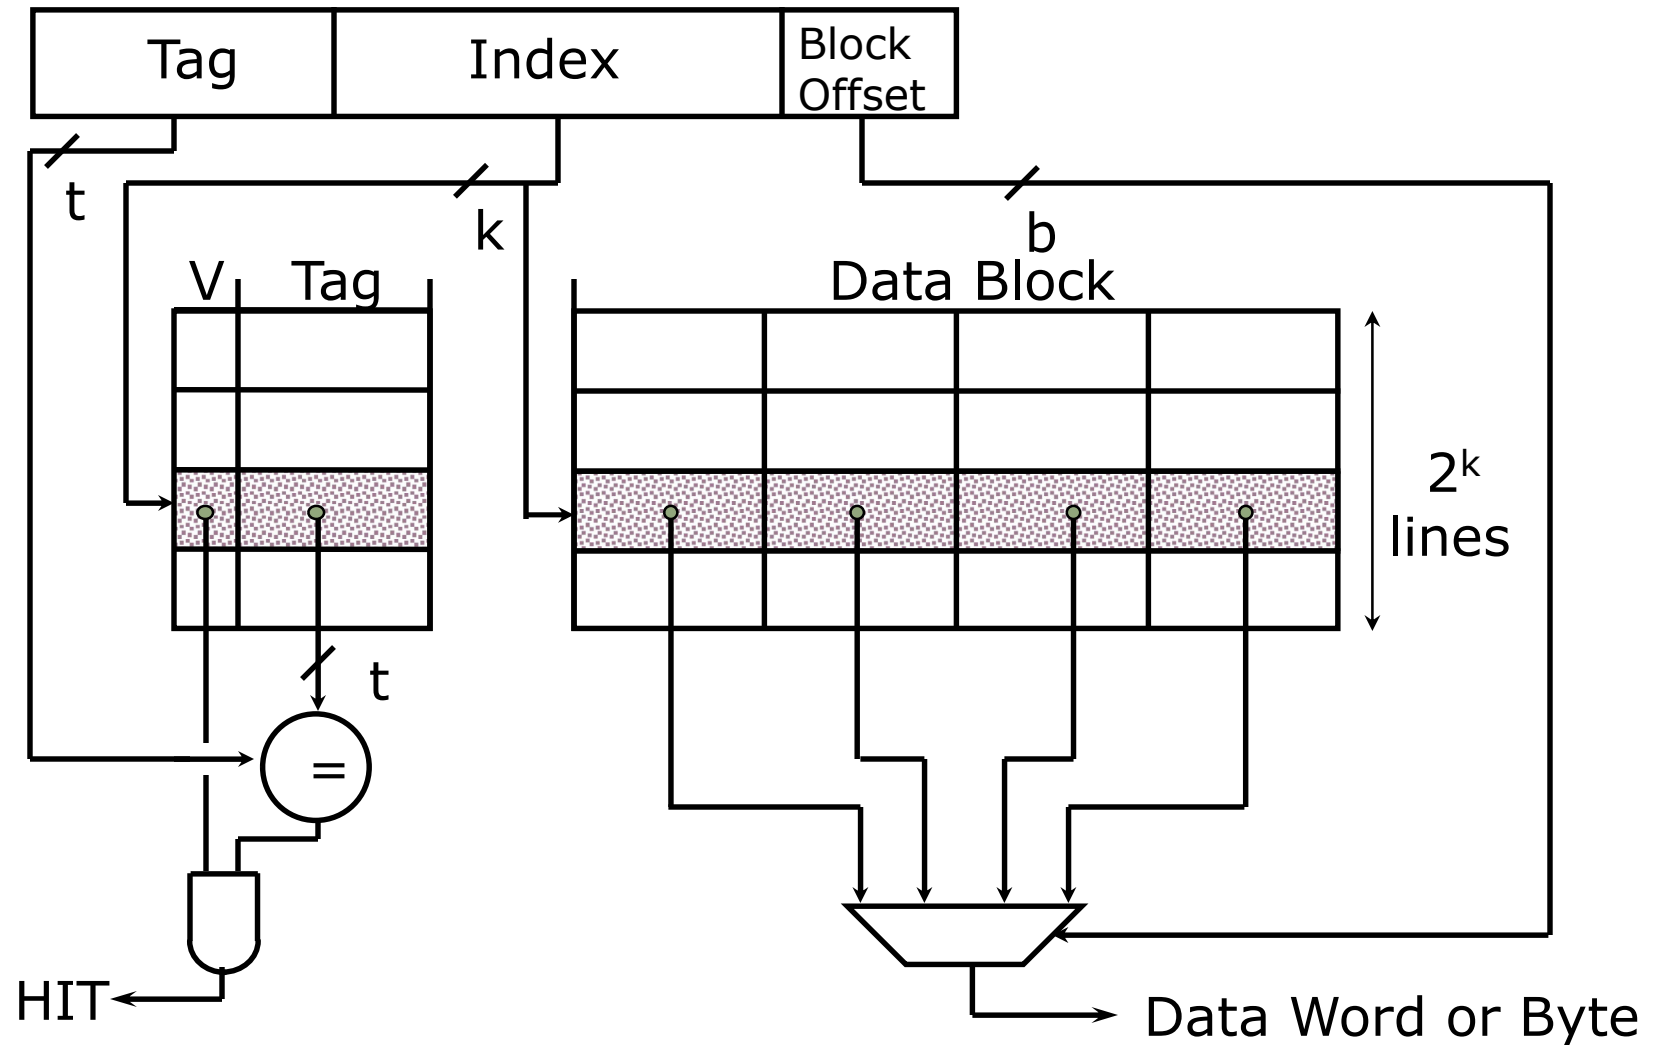 Tag
Index
Block
Offset
t
k
b
V
Tag
Data Block
2ᵏ
lines
t
=
HIT
Data Word or Byte